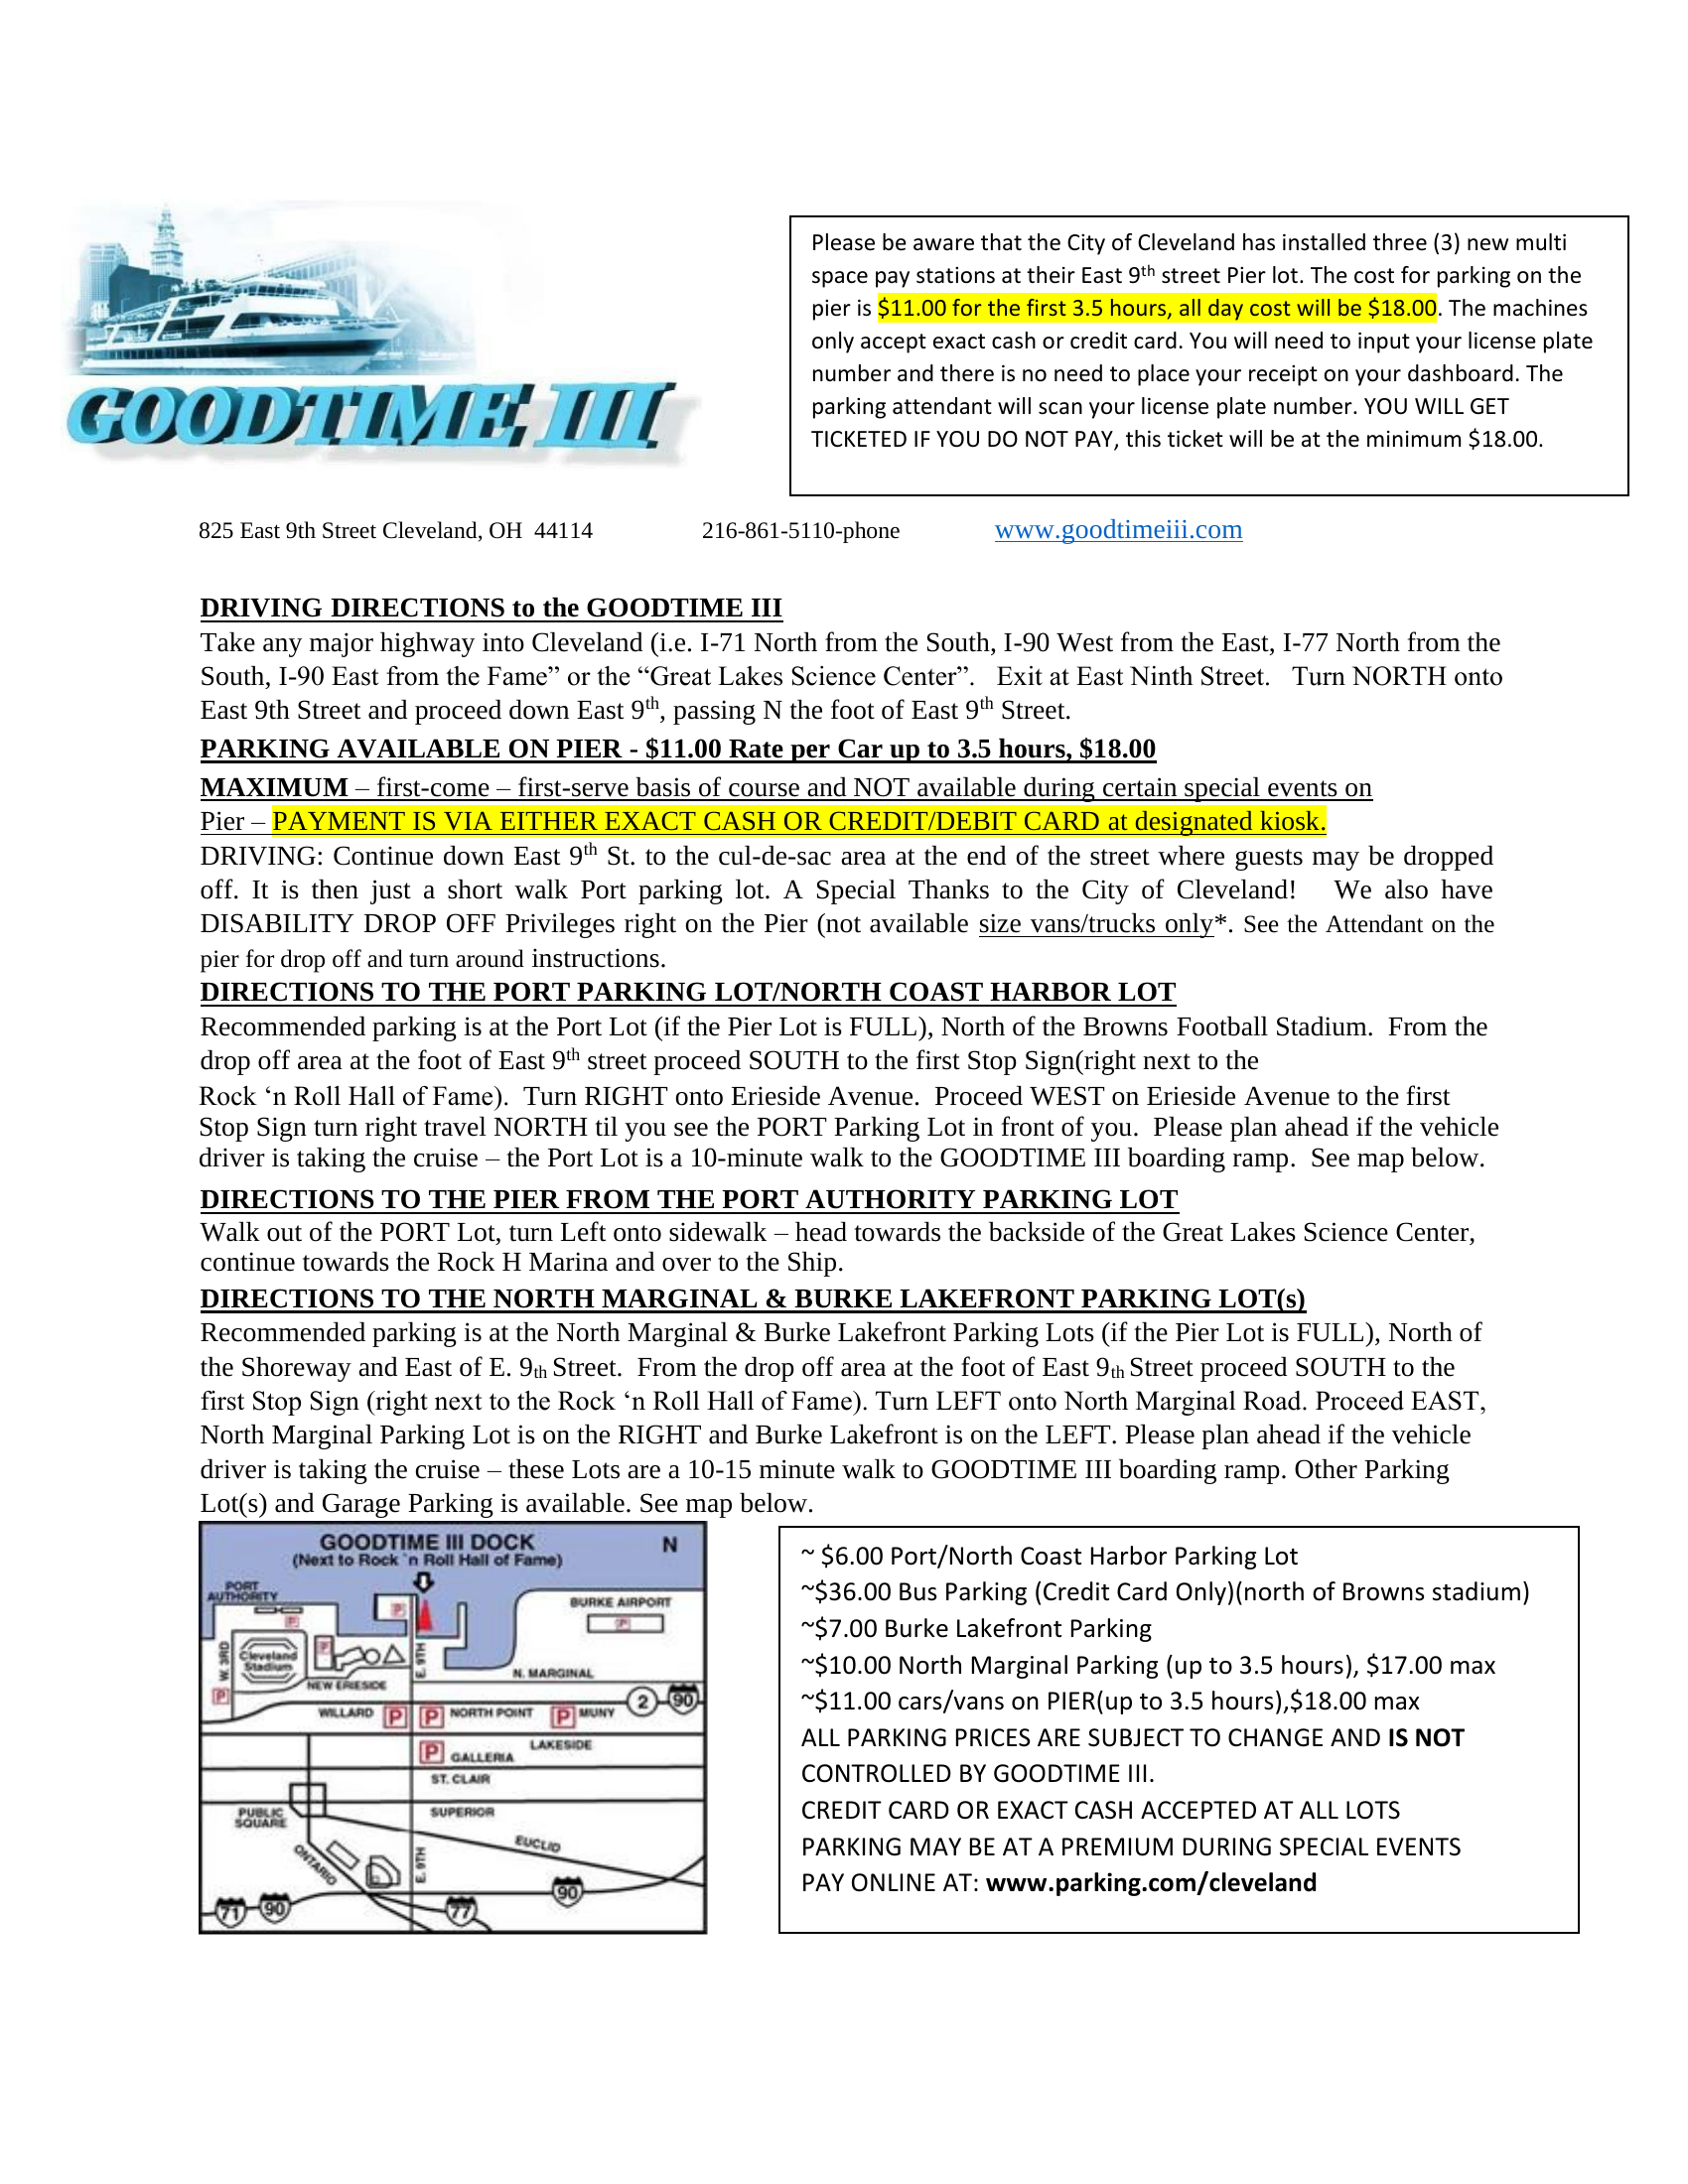 GOODTIME III
Please be aware that the City of Cleveland has installed three (3) new multi
space pay stations at their East 9th street Pier lot. The cost for parking on the
pier is $11.00 for the first 3.5 hours, all day cost will be $18.00. The machines
only accept exact cash or credit card. You will need to input your license plate
number and there is no need to place your receipt on your dashboard. The
parking attendant will scan your license plate number. YOU WILL GET
TICKETED IF YOU DO NOT PAY, this ticket will be at the minimum $18.00.
825 East 9th Street Cleveland, OH 44114 216-861-5110-phone www.goodtimeiii.com
DRIVING DIRECTIONS to the GOODTIME III
Take any major highway into Cleveland (i.e. I-71 North from the South, I-90 West from the East, I-77 North from the
South, I-90 East from the Fame” or the “Great Lakes Science Center”. Exit at East Ninth Street. Turn NORTH onto
East 9th Street and proceed down East 9th, passing N the foot of East 9th Street.
PARKING AVAILABLE ON PIER - $11.00 Rate per Car up to 3.5 hours, $18.00
MAXIMUM – first-come – first-serve basis of course and NOT available during certain special events on
Pier – PAYMENT IS VIA EITHER EXACT CASH OR CREDIT/DEBIT CARD at designated kiosk.
DRIVING: Continue down East 9th St. to the cul-de-sac area at the end of the street where guests may be dropped
off. It is then just a short walk Port parking lot. A Special Thanks to the City of Cleveland! We also have
DISABILITY DROP OFF Privileges right on the Pier (not available size vans/trucks only*. See the Attendant on the
pier for drop off and turn around instructions.
DIRECTIONS TO THE PORT PARKING LOT/NORTH COAST HARBOR LOT
Recommended parking is at the Port Lot (if the Pier Lot is FULL), North of the Browns Football Stadium. From the
drop off area at the foot of East 9th street proceed SOUTH to the first Stop Sign(right next to the
Rock ‘n Roll Hall of Fame). Turn RIGHT onto Erieside Avenue. Proceed WEST on Erieside Avenue to the first
Stop Sign turn right travel NORTH til you see the PORT Parking Lot in front of you. Please plan ahead if the vehicle
driver is taking the cruise – the Port Lot is a 10-minute walk to the GOODTIME III boarding ramp. See map below.
DIRECTIONS TO THE PIER FROM THE PORT AUTHORITY PARKING LOT
Walk out of the PORT Lot, turn Left onto sidewalk – head towards the backside of the Great Lakes Science Center,
continue towards the Rock H Marina and over to the Ship.
DIRECTIONS TO THE NORTH MARGINAL & BURKE LAKEFRONT PARKING LOT(s)
Recommended parking is at the North Marginal & Burke Lakefront Parking Lots (if the Pier Lot is FULL), North of
the Shoreway and East of E. 9th Street. From the drop off area at the foot of East 9th Street proceed SOUTH to the
first Stop Sign (right next to the Rock ‘n Roll Hall of Fame). Turn LEFT onto North Marginal Road. Proceed EAST,
North Marginal Parking Lot is on the RIGHT and Burke Lakefront is on the LEFT. Please plan ahead if the vehicle
driver is taking the cruise – these Lots are a 10-15 minute walk to GOODTIME III boarding ramp. Other Parking
Lot(s) and Garage Parking is available. See map below.
GOODTIME III DOCK N
(Next to Rock `n Roll Hall of Fame)
PORT
AUTHORITY
P
P
BURKE AIRPORT
P
W. 3RD
Cleveland
Stadium
P
E. 9TH
N. MARGINAL
NEW ERIESIDE
P
2
90
WILLARD P P NORTH POINT P MUNY
LAKESIDE
P GALLERIA
ST. CLAIR
PUBLIC
SQUARE
SUPERIOR
EUCLID
ONTARIO
E. 9TH
71 90 77 90
~ $6.00 Port/North Coast Harbor Parking Lot
~$36.00 Bus Parking (Credit Card Only)(north of Browns stadium)
~$7.00 Burke Lakefront Parking
~$10.00 North Marginal Parking (up to 3.5 hours), $17.00 max
~$11.00 cars/vans on PIER(up to 3.5 hours),$18.00 max
ALL PARKING PRICES ARE SUBJECT TO CHANGE AND IS NOT
CONTROLLED BY GOODTIME III.
CREDIT CARD OR EXACT CASH ACCEPTED AT ALL LOTS
PARKING MAY BE AT A PREMIUM DURING SPECIAL EVENTS
PAY ONLINE AT: www.parking.com/cleveland